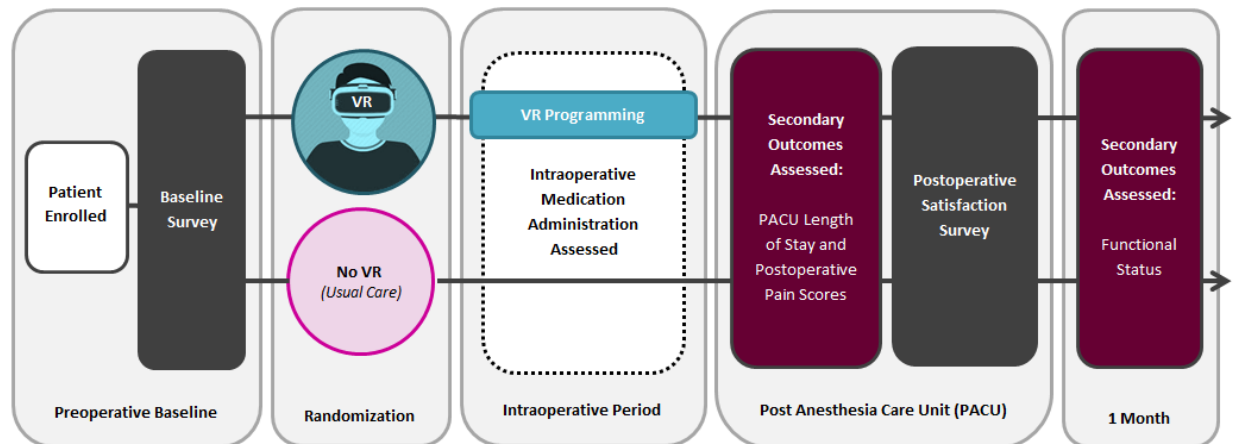 Patient
Enrolled
Baseline
Survey
Preoperative Baseline
VR
No VR
(Usual Care)
Randomization
VR Programming
Intraoperative
Medication
Administration
Assessed
Intraoperative Period
Secondary
Outcomes
Assessed:
PACU Length
of Stay and
Postoperative
Pain Scores
Postoperative
Satisfaction
Survey
Post Anesthesia Care Unit (PACU)
Secondary
Outcomes
Assessed:
Functional
Status
1 Month